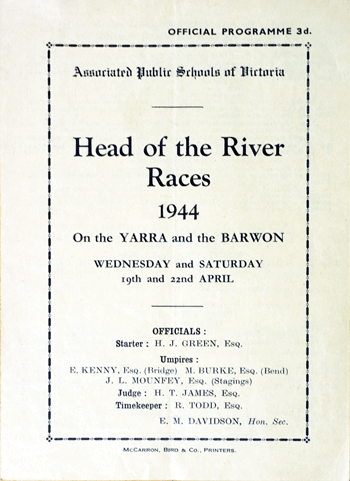 OFFICIAL PROGRAMME 3d.
Associated Public Schools of Victoria
Head of the River
Races
1944
On the YARRA and the BARWON
WEDNESDAY and SATURDAY
19th and 22nd APRIL
OFFICIALS :
Starter : H. J. GREEN, Esq.
Umpires :
E. KENNY, Esq. (Bridge) M. BURKE, Esq. (Bend)
J. L. MOUNFEY, Esq. (Stagings)
Judge : H. T. JAMES, Esq.
Timekeeper : R. TODD, Esq.
E. M. DAVIDSON, Hon. Sec.
McCARRON, BIRD & Co., PRINTERS.